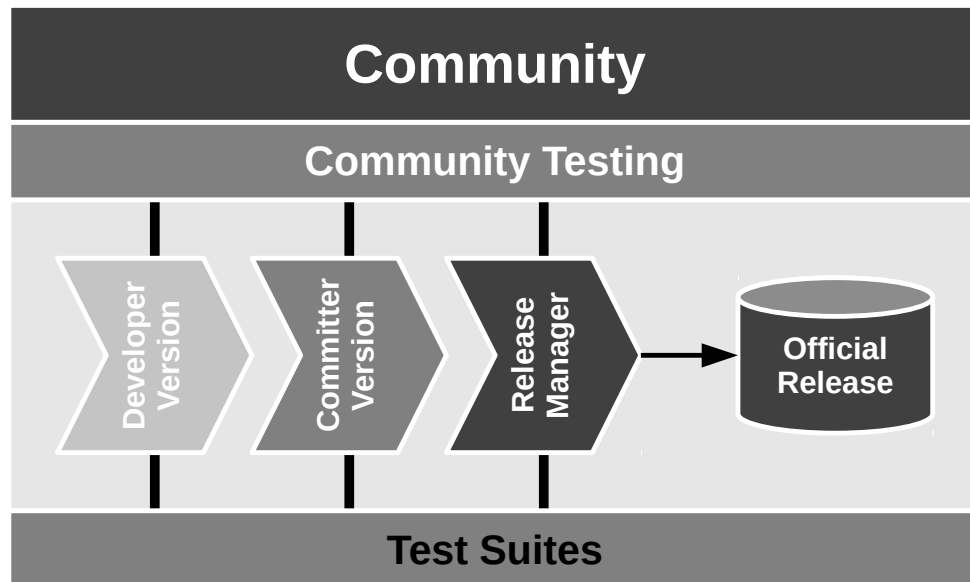 Community
Community Testing
Developer
Version
Committer
Version
Release
Manager
Official
Release
Test Suites